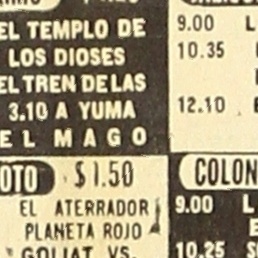 EL TEMPLO DE
LOS DIOSES
EL TREN DE LAS
3.10 A YUMA
EL MAGO
OTO $1.50
EL ATERRADOR
PLANETA ROJO
GOLIAT VS.
9.00 L
10.35
12.10
COLON
9.00 L
10.25